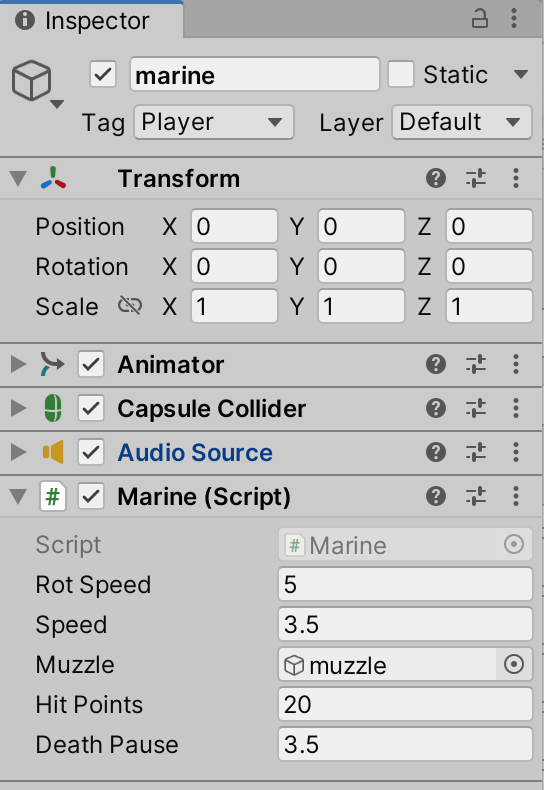 Inspector
marine
Static
Tag Player Layer Default
Transform
Position X 0 Y 0 Z 0
Rotation X 0 Y 0 Z 0
Scale X 1 Y 1 Z 1
Animator
Capsule Collider
Audio Source
# Marine (Script)
Script # Marine
Rot Speed 5
Speed 3.5
Muzzle muzzle
Hit Points 20
Death Pause 3.5